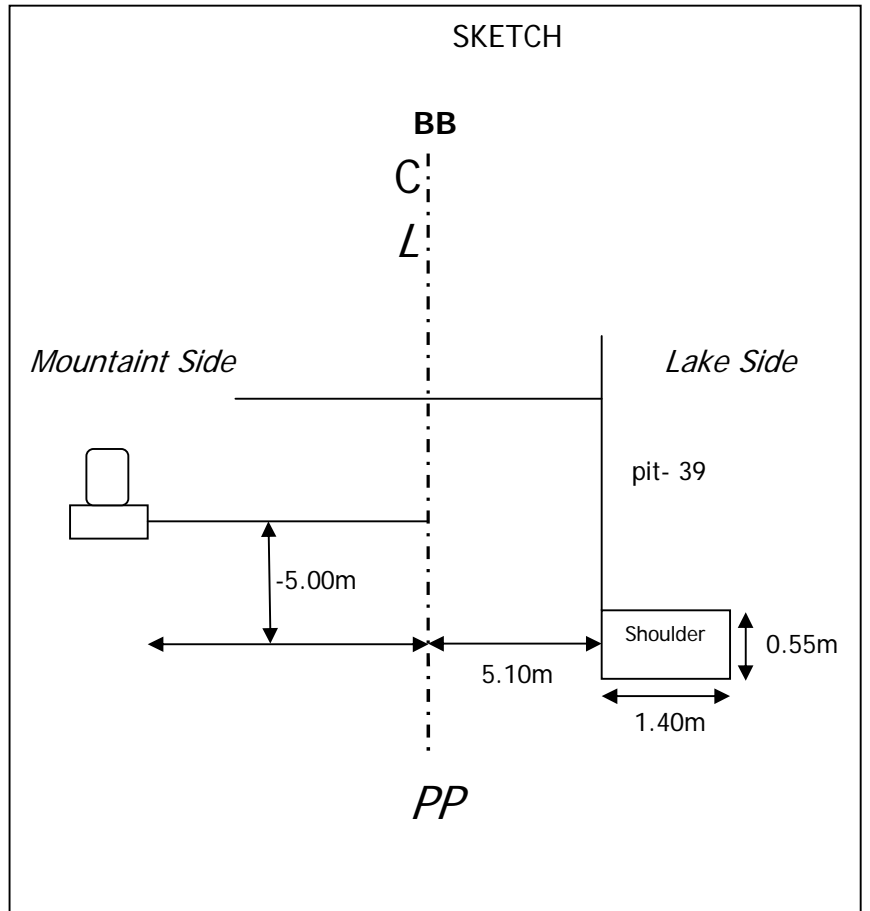 SKETCH
BB
C
L
Mountaint Side
Lake Side
pit- 39
-5.00m
Shoulder
0.55m
5.10m
1.40m
PP